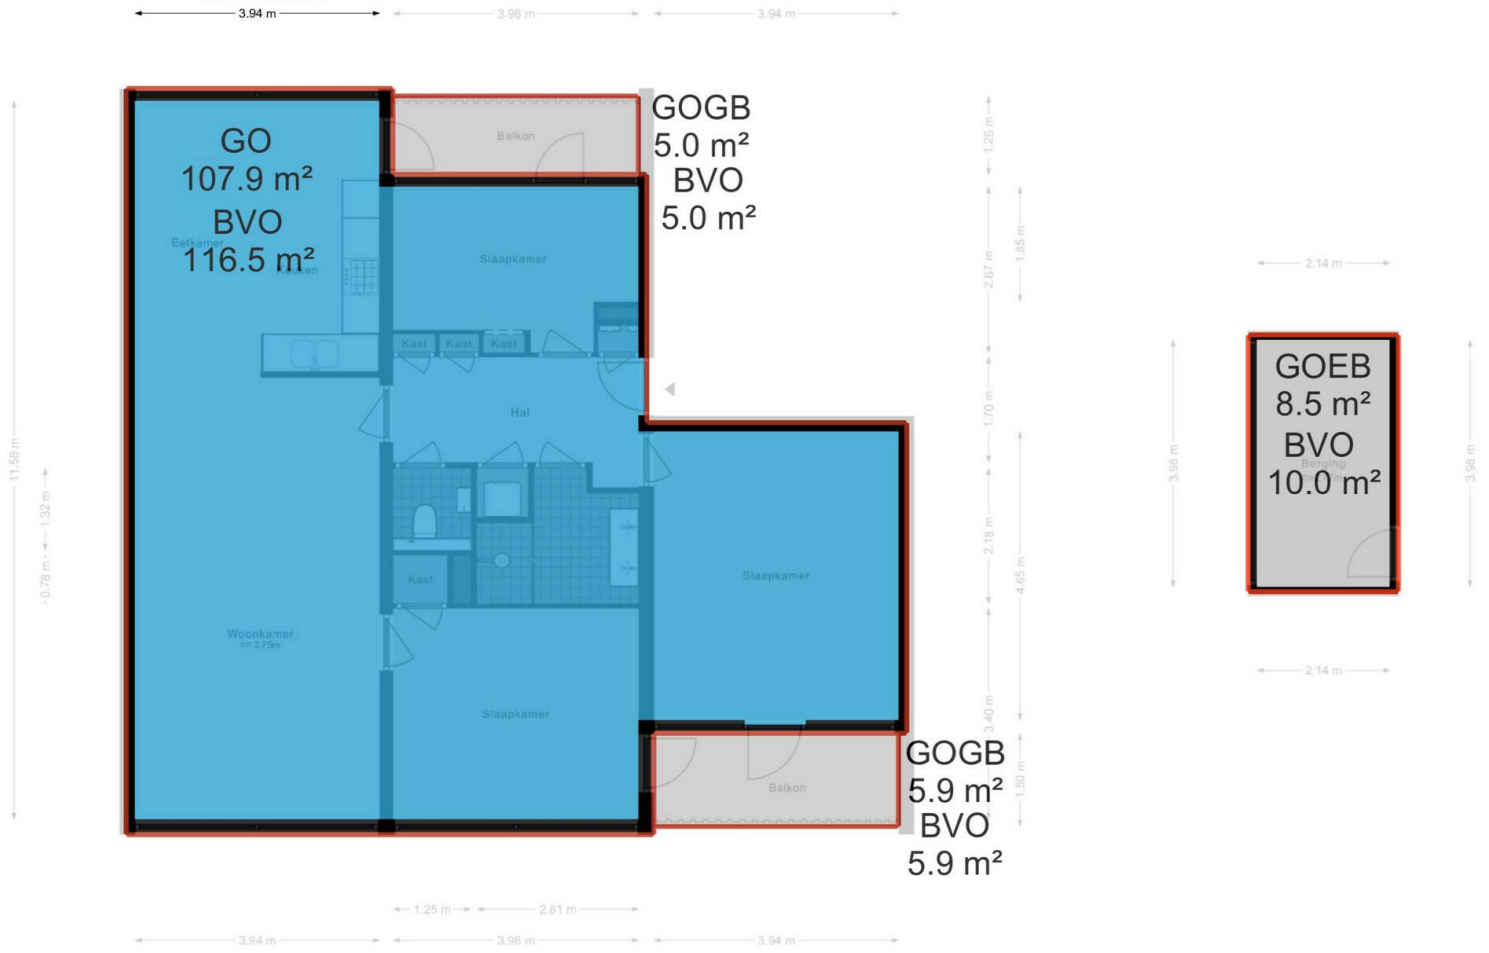 3.94 m
3.96 m
3.94 m
GO
107.9 m²
BVO
116.5 m²
Eetkamer
Keuken
Balkon
GOGB
5.0 m²
BVO
5.0 m²
Slaapkamer
Kast
Kast
Kast
Hal
Kast
Woonkamer
h= 2.75m
Slaapkamer
Slaapkamer
Balkon
GOGB
5.9 m²
BVO
5.9 m²
11.58 m
1.32 m
0.78 m
1.26 m
2.67 m
1.85 m
1.70 m
2.18 m
4.65 m
3.40 m
1.50 m
1.25 m
2.61 m
3.94 m
3.96 m
3.94 m
2.14 m
GOEB
8.5 m²
BVO
Berging
10.0 m²
3.98 m
3.98 m
2.14 m